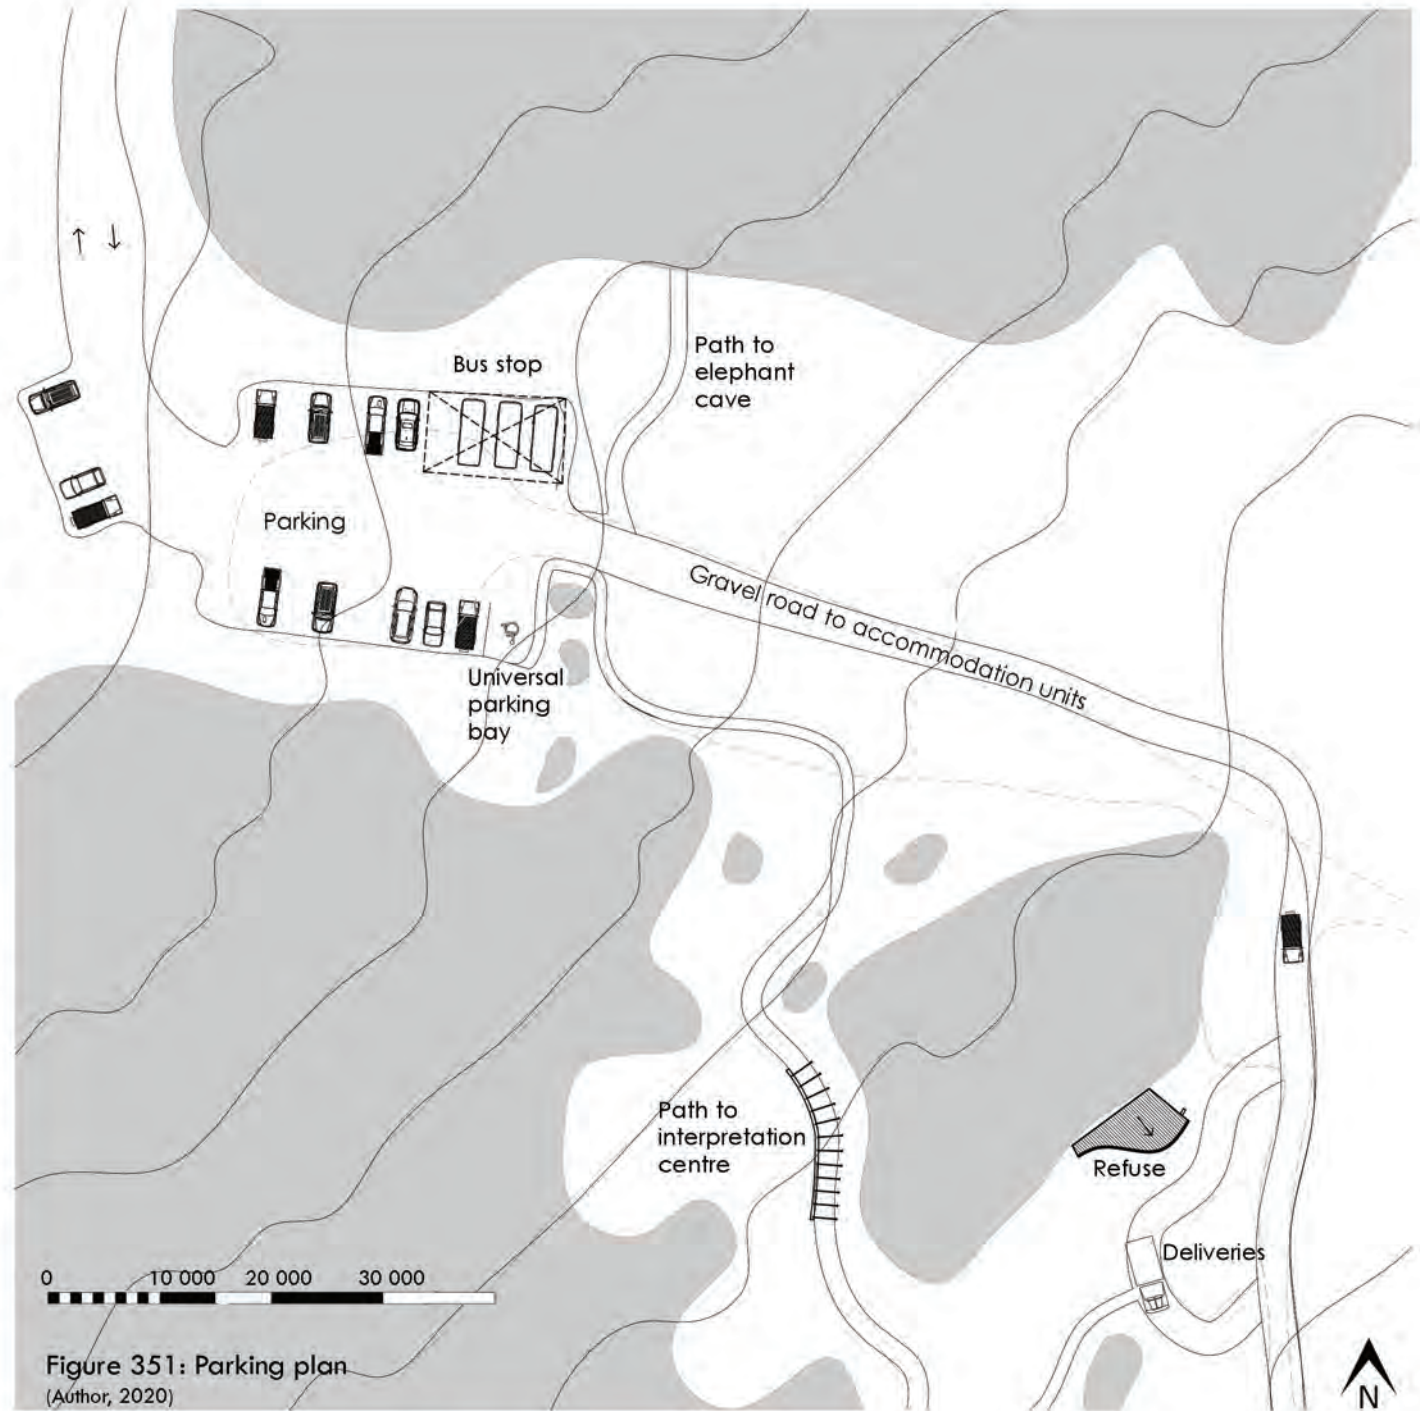 Bus stop
Path to
elephant
cave
Parking
Gravel road to accommodation units
Universal
parking
bay
Path to
interpretation
centre
Refuse
Deliveries
0 10 000 20 000 30 000
Figure 351: Parking plan
(Author, 2020)
N